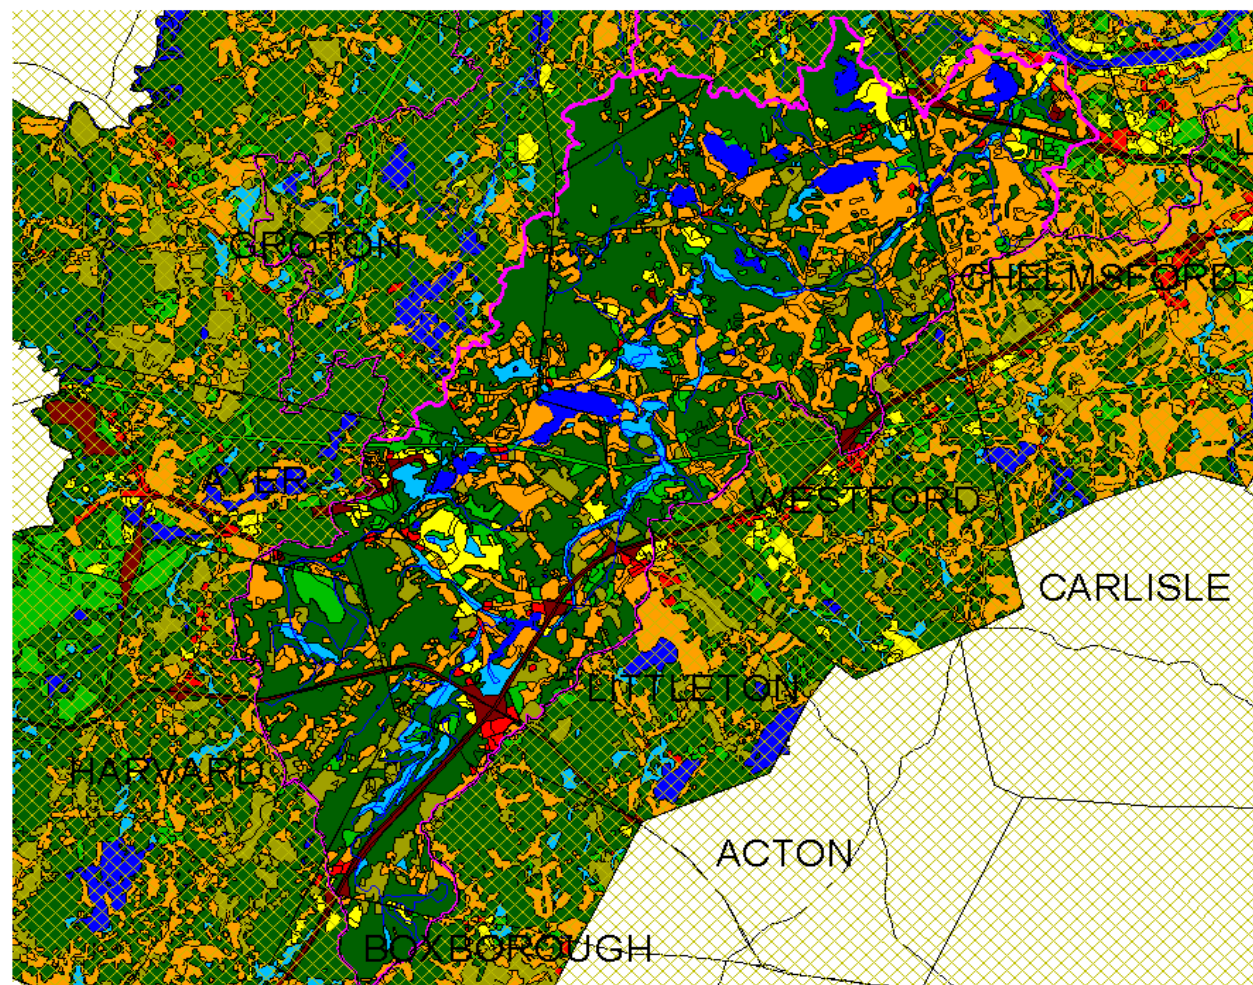 L
GROTON
CHELMSFORD
AYER
WESTFORD
CARLISLE
LITTLETON
HARVARD
ACTON
BOXBOROUGH